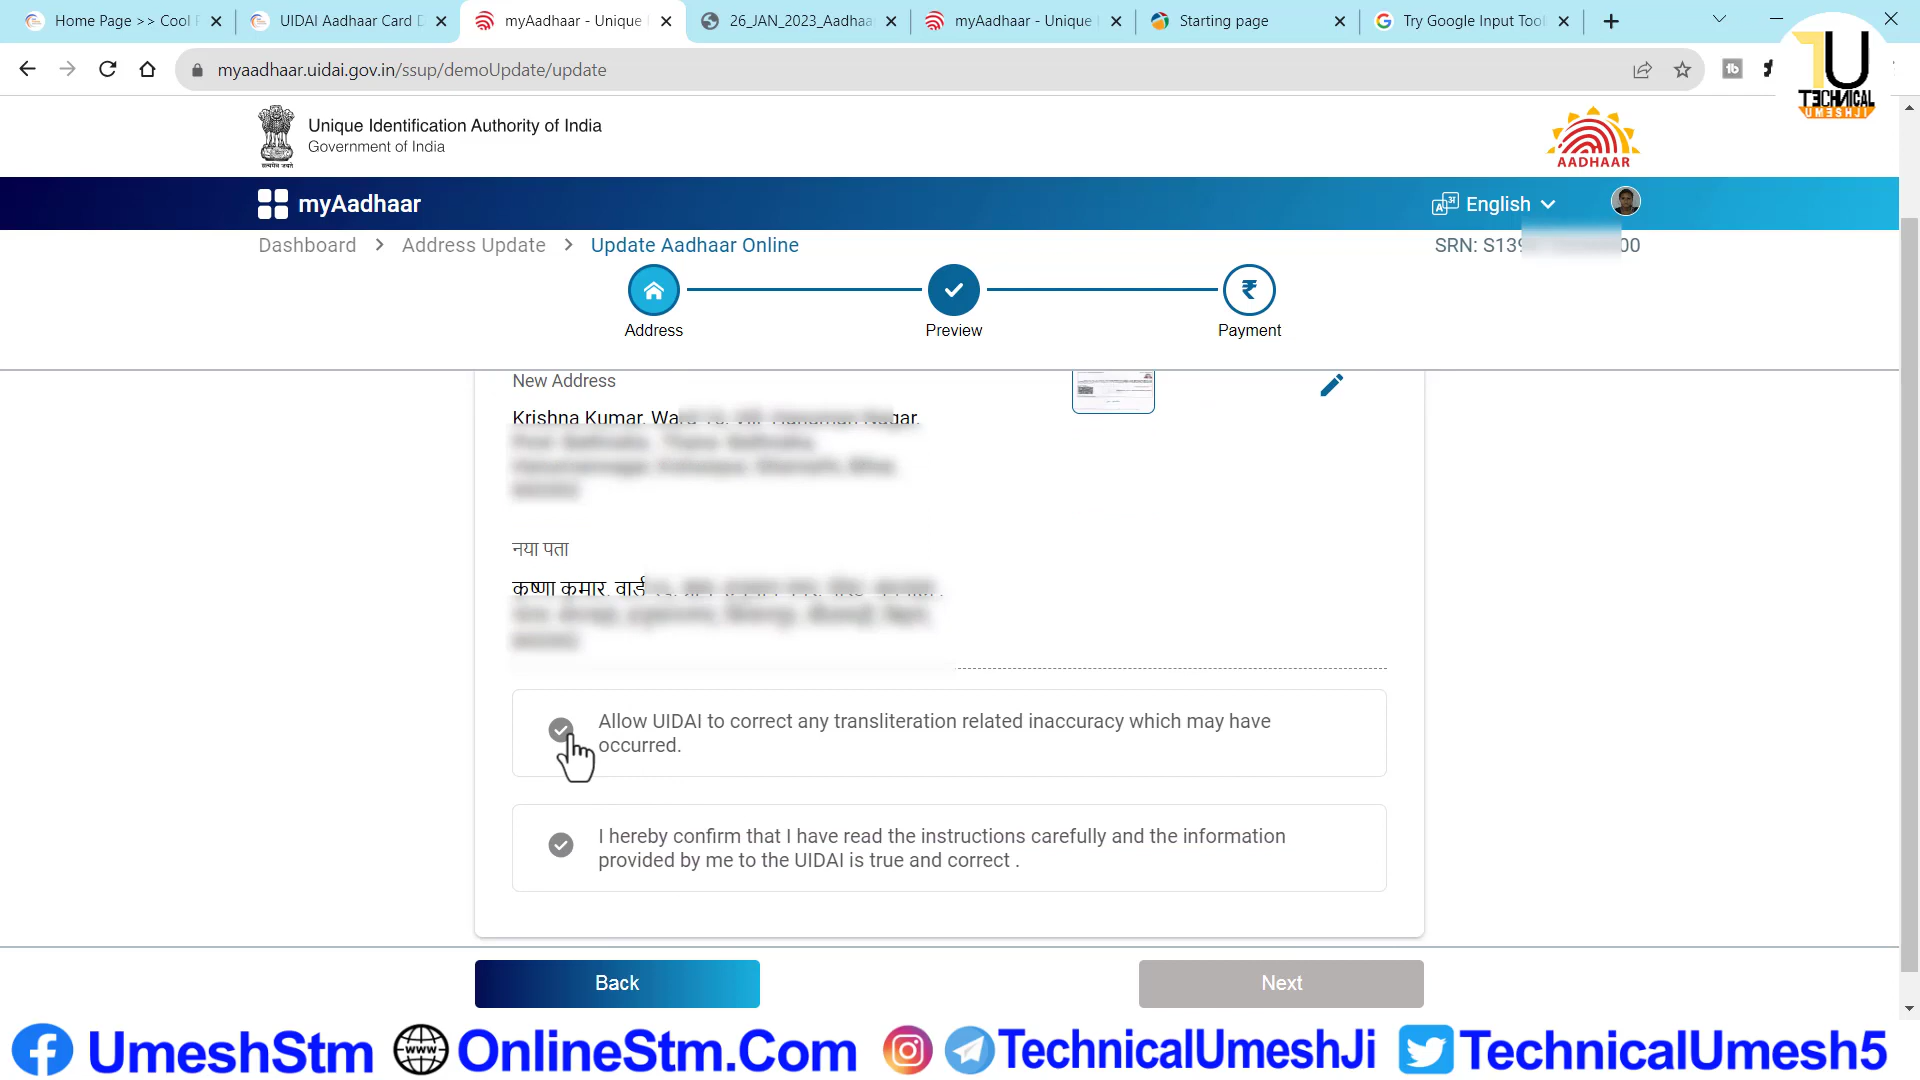 Home Page >> Cool
UIDAI Aadhaar Card D
myAadhaar - Unique
26_JAN_2023_Aadhaa
myAadhaar - Unique
Starting page
Try Google Input Tool
myaadhaar.uidai.gov.in/ssup/demoUpdate/update
TECHNICAL
UMESHJI
Unique Identification Authority of India
Government of India
सत्यमेव जयते
AADHAAR
myAadhaar
English
Dashboard > Address Update > Update Aadhaar Online
SRN: S13
00
Address
Preview
Payment
New Address
Krishna Kumar, Wa
नया पता
कृष्णा कुमार, वार्ड
Allow UIDAI to correct any transliteration related inaccuracy which may have
occurred.
I hereby confirm that I have read the instructions carefully and the information
provided by me to the UIDAI is true and correct .
Back
Next
UmeshStm
www
OnlineStm.Com
TechnicalUmeshJi
TechnicalUmesh5